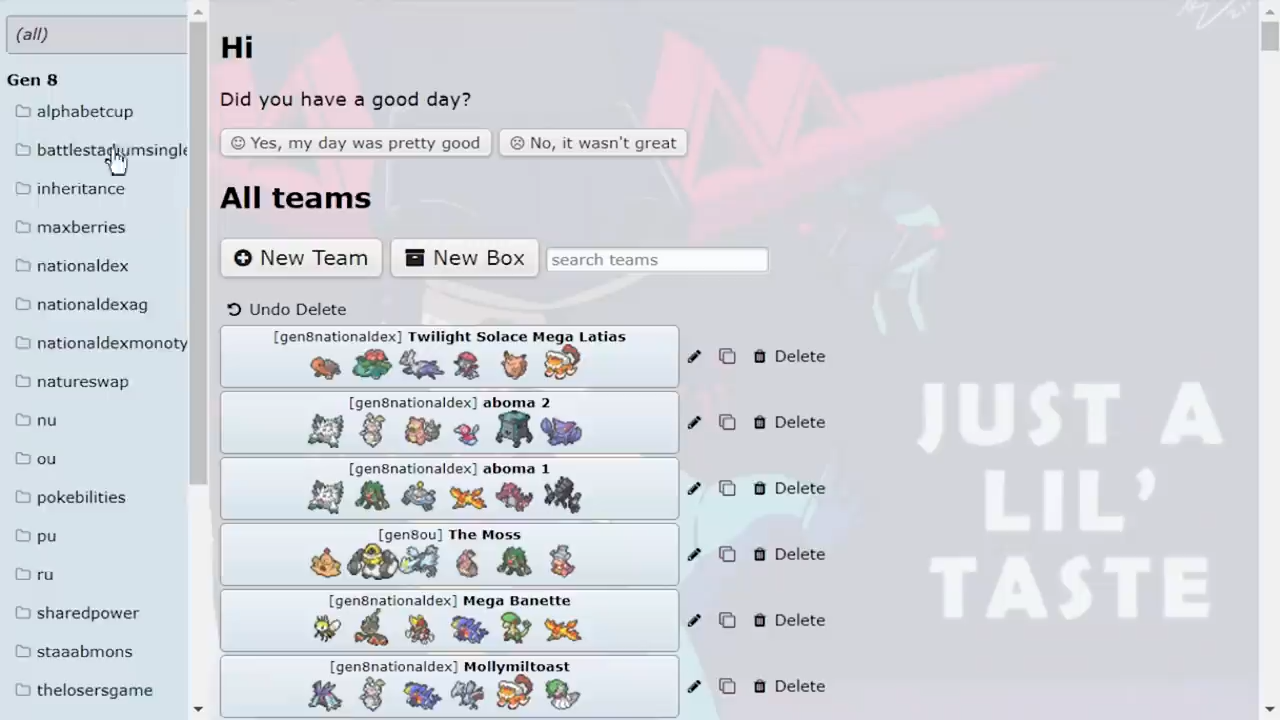 (all)
Gen 8
alphabetcup
battlestadiumsingle
inheritance
maxberries
nationaldex
nationaldexag
nationaldexmonoty
natureswap
nu
ou
pokebilities
pu
ru
sharedpower
staaabmons
thelosersgame
Hi
Did you have a good day?
Yes, my day was pretty good
No, it wasn't great
All teams
New Team
New Box
search teams
Undo Delete
[gen8nationaldex] Twilight Solace Mega Latias
Delete
[gen8nationaldex] aboma 2
Delete
[gen8nationaldex] aboma 1
Delete
[gen8ou] The Moss
Delete
[gen8nationaldex] Mega Banette
Delete
[gen8nationaldex] Mollymiltoast
Delete
JUST A
LIL'
TASTE